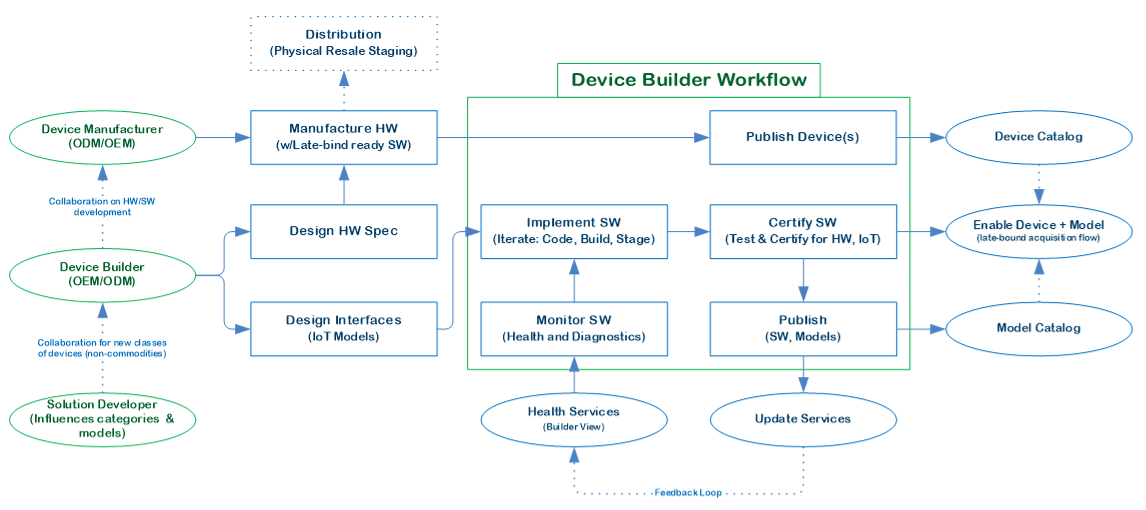 Distribution
(Physical Resale Staging)
Device Builder Workflow
Device Manufacturer
(ODM/OEM)
Manufacture HW
(w/Late-bind ready SW)
Publish Device(s)
Device Catalog
Collaboration on HW/SW
development
Design HW Spec
Implement SW
(Iterate: Code, Build, Stage)
Certify SW
(Test & Certify for HW, IoT)
Enable Device + Model
(late-bound acquisition flow)
Device Builder
(OEM/ODM)
Design Interfaces
(IoT Models)
Monitor SW
(Health and Diagnostics)
Publish
(SW, Models)
Model Catalog
Collaboration for new classes
of devices (non-commodities)
Solution Developer
(Influences categories &
models)
Health Services
(Builder View)
Update Services
Feedback Loop